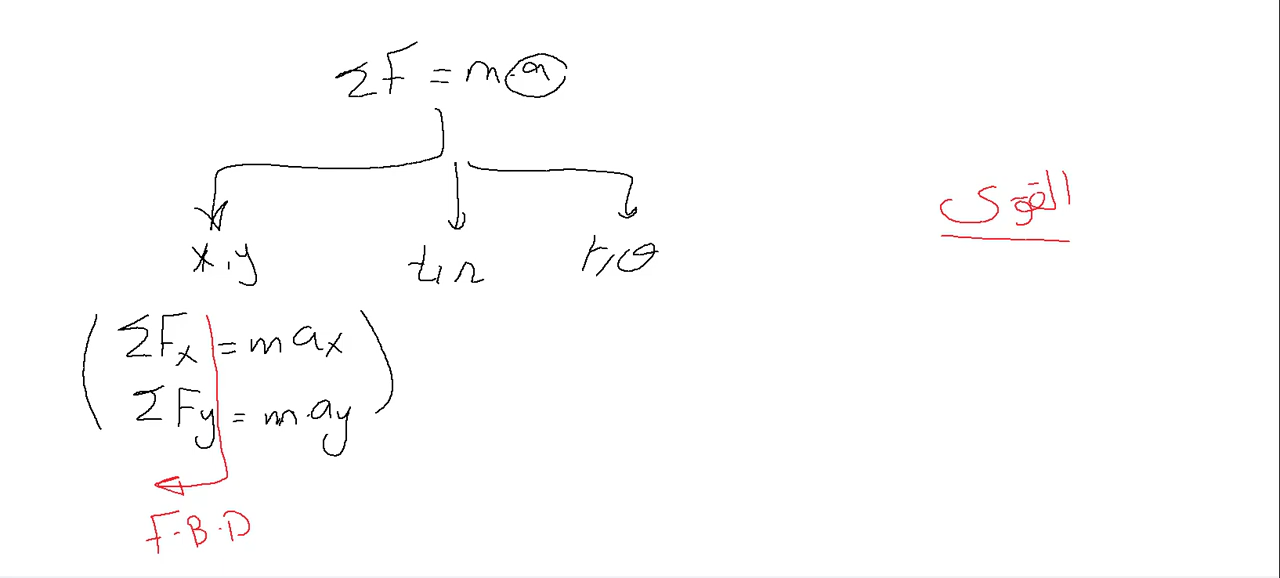 ΣF = m.a
القوى
x,y
t,n
r,θ
ΣFx = m ax
ΣFy = m.ay
F.B.D